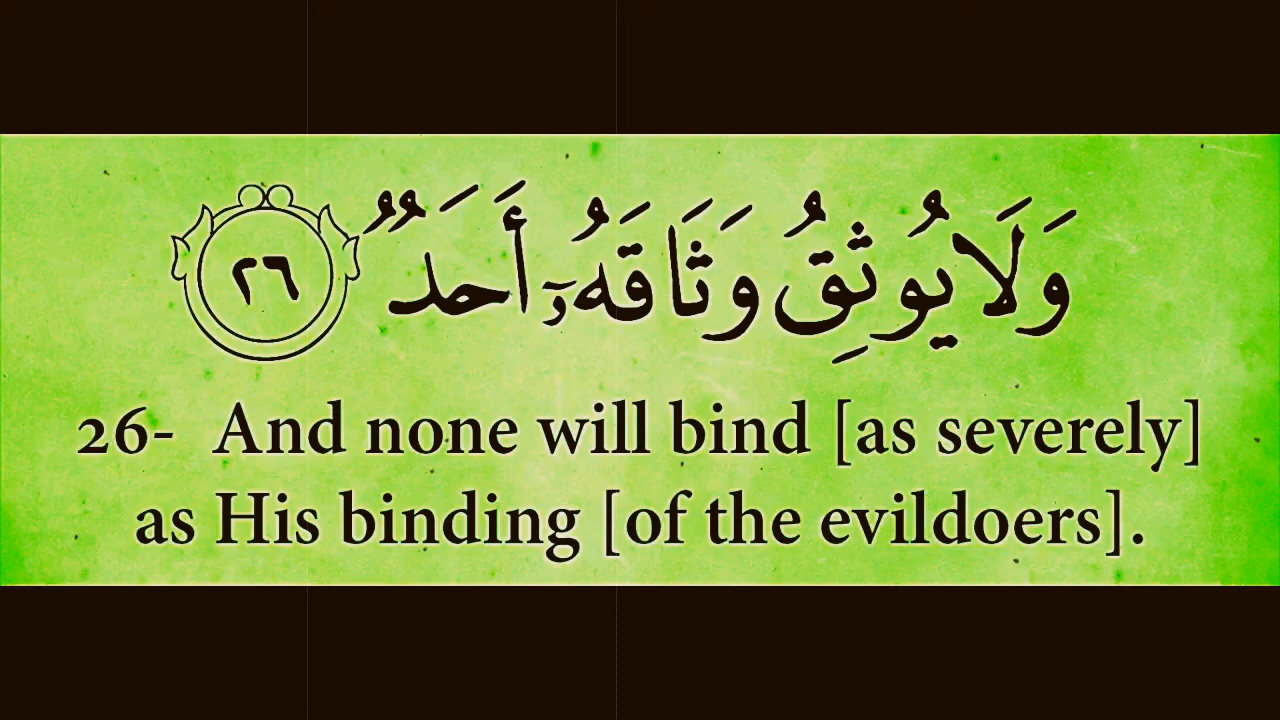 وَلَا يُوثِقُ وَثَاقَهُۥٓ أَحَدٌ ٢٦
26- And none will bind [as severely]
as His binding [of the evildoers].